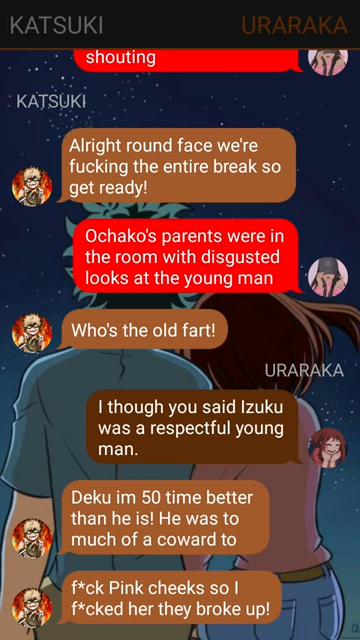 KATSUKI URARAKA
shouting
KATSUKI
Alright round face we're
fucking the entire break so
get ready!
Ochako's parents were in
the room with disgusted
looks at the young man
Who's the old fart!
URARAKA
I though you said Izuku
was a respectful young
man.
Deku im 50 time better
than he is! He was to
much of a coward to
f*ck Pink cheeks so I
f*cked her they broke up!